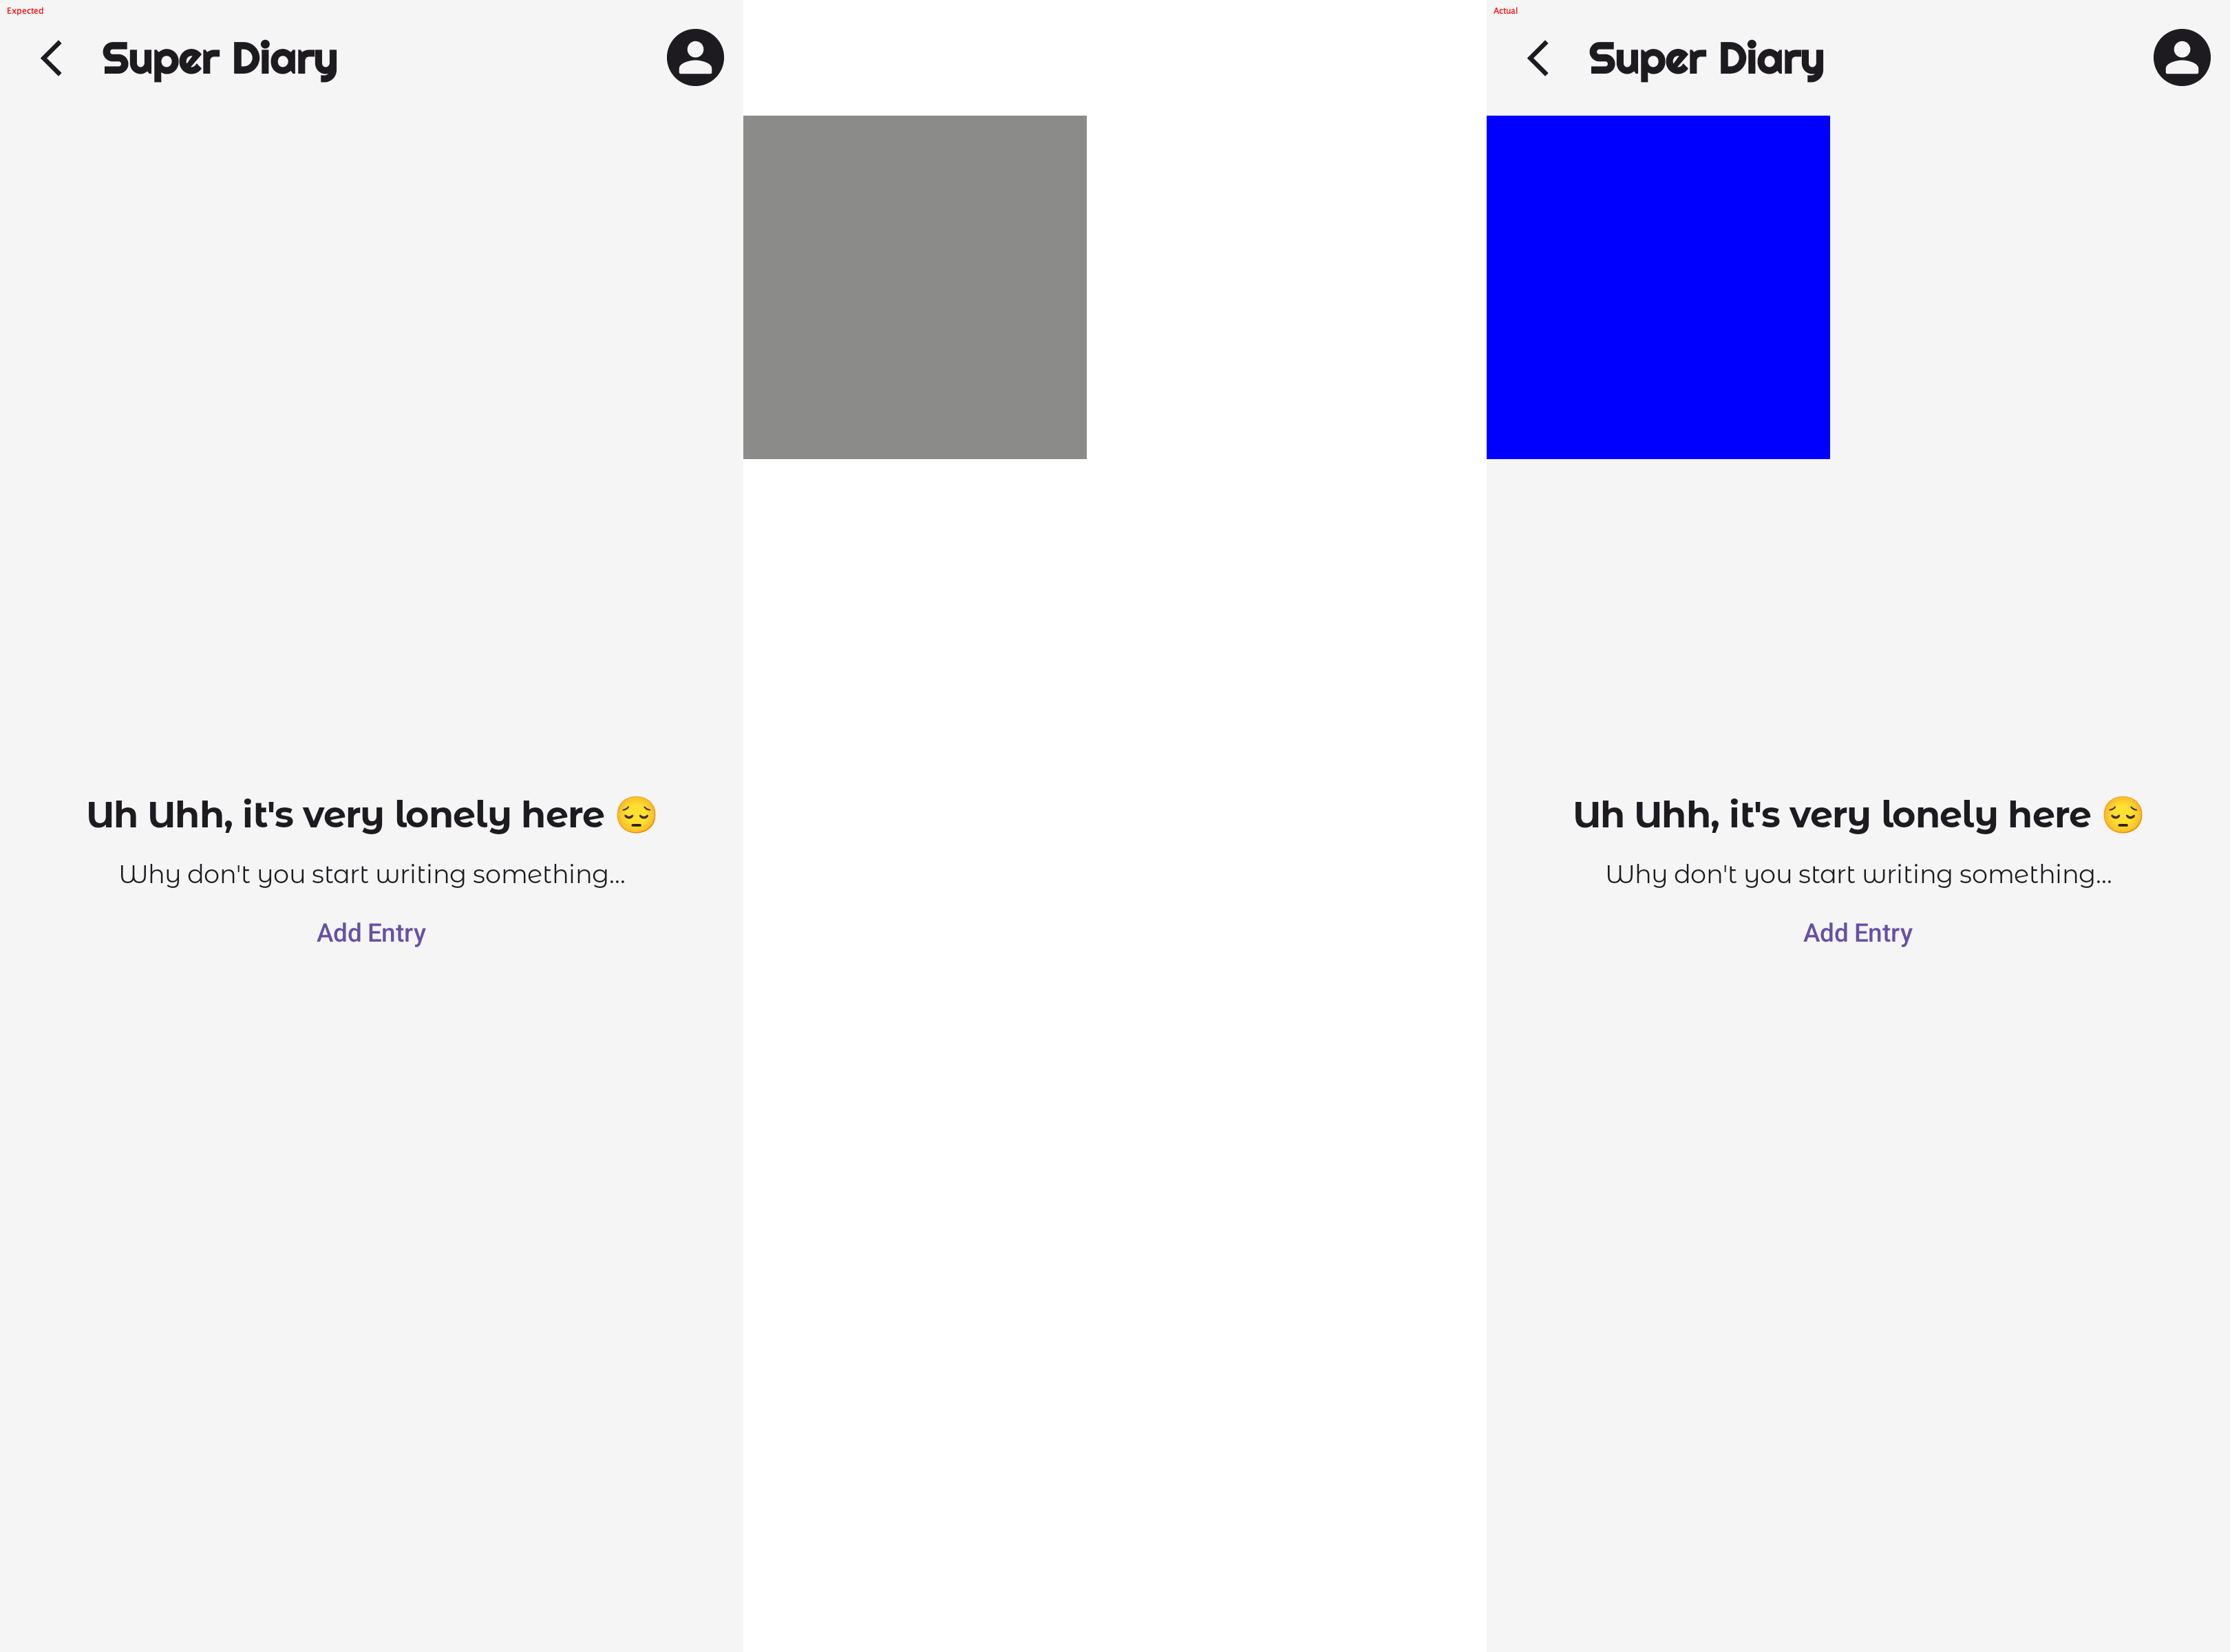 Expected
Super Diary
Uh Uhh, it's very lonely here 😔
Why don't you start writing something...
Add Entry
Actual
Super Diary
Uh Uhh, it's very lonely here 😔
Why don't you start writing something...
Add Entry